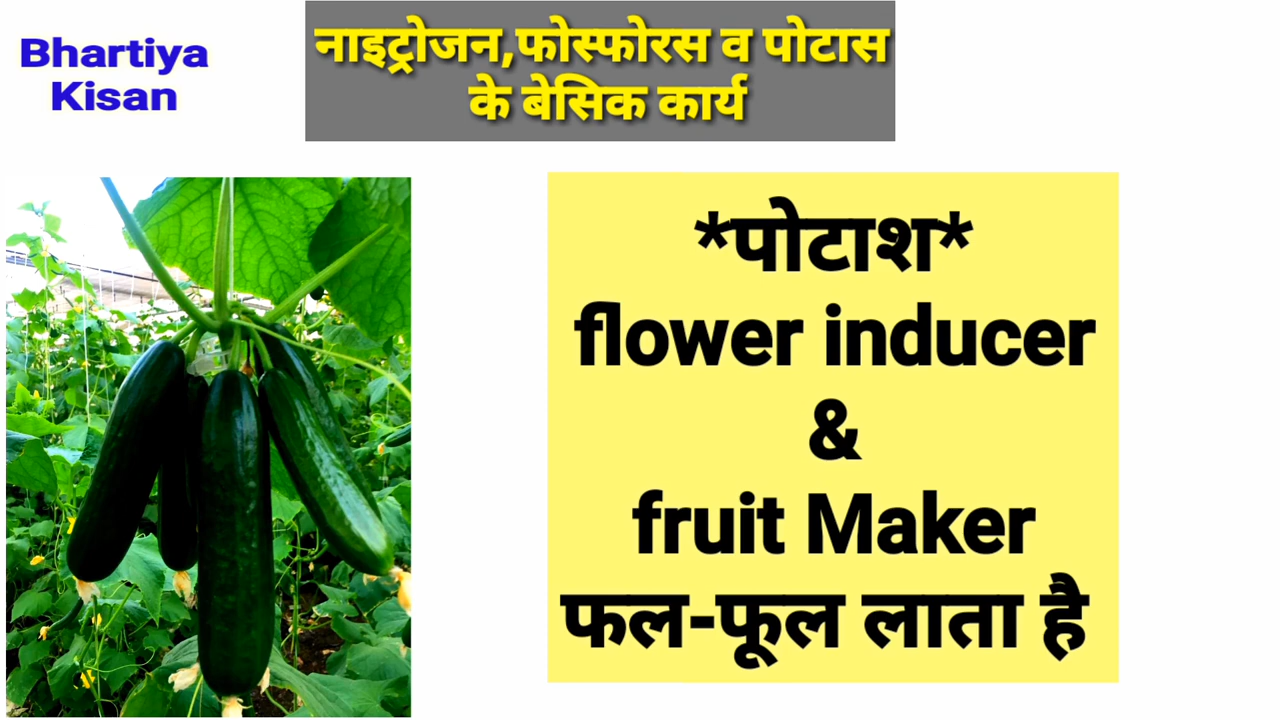 Bhartiya
Kisan
नाइट्रोजन,फोस्फोरस व पोटास
के बेसिक कार्य
*पोटाश*
flower inducer
&
fruit Maker
फल-फूल लाता है